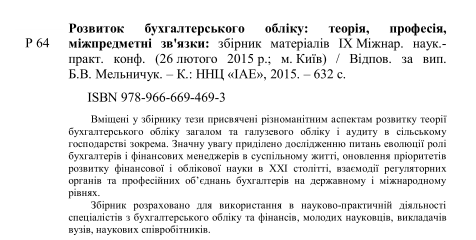 Розвиток бухгалтерського обліку: теорія, професія,
Р 64 міжпредметні зв'язки: збірник матеріалів IX Міжнар. наук.-
практ. конф. (26 лютого 2015 р.; м. Київ) / Відпов. за вип.
Б.В. Мельничук. – К.: ННЦ «ІАЕ», 2015. – 632 с.
ISBN 978-966-669-469-3
Вміщені у збірнику тези присвячені різноманітним аспектам розвитку теорії
бухгалтерського обліку загалом та галузевого обліку і аудиту в сільському
господарстві зокрема. Значну увагу приділено дослідженню питань еволюції ролі
бухгалтерів і фінансових менеджерів в суспільному житті, оновлення пріоритетів
розвитку фінансової і облікової науки в XXI столітті, взаємодії регуляторних
органів та професійних об’єднань бухгалтерів на державному і міжнародному
рівнях.
Збірник розраховано для використання в науково-практичній діяльності
спеціалістів з бухгалтерського обліку та фінансів, молодих науковців, викладачів
вузів, наукових співробітників.